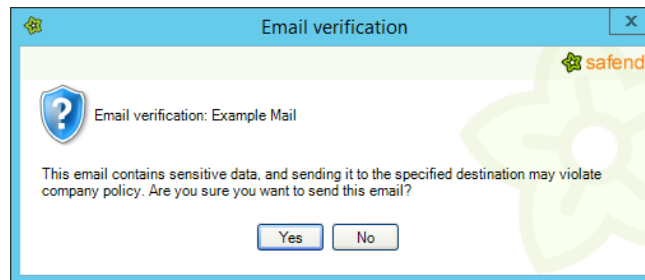 Email verification
x
safend
?
Email verification: Example Mail
This email contains sensitive data, and sending it to the specified destination may violate
company policy. Are you sure you want to send this email?
Yes No